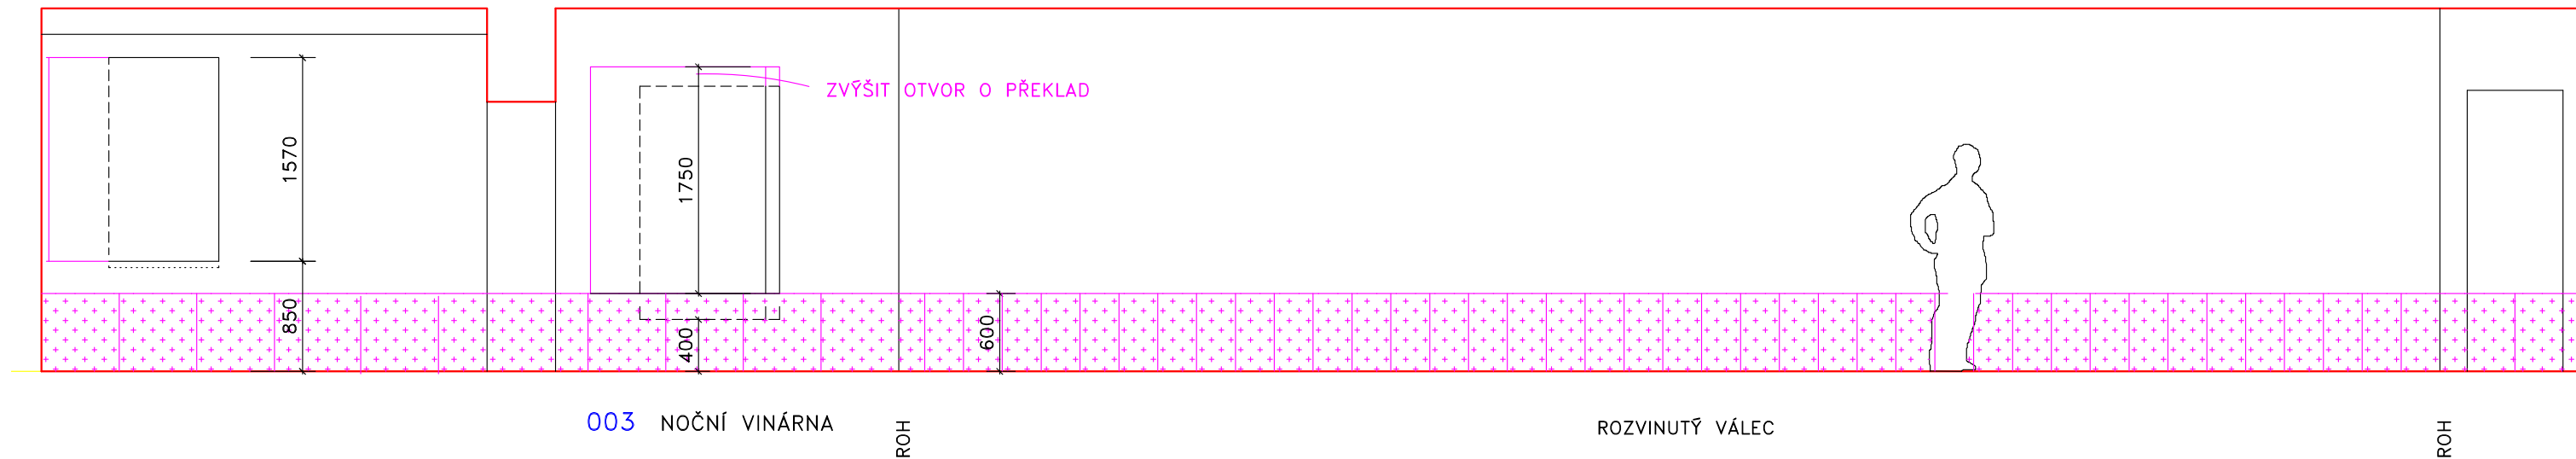 ZVÝŠIT OTVOR O PŘEKLAD
1570
1750
850
400
600
003 NOČNÍ VINÁRNA
ROH
ROZVINUTÝ VÁLEC
ROH